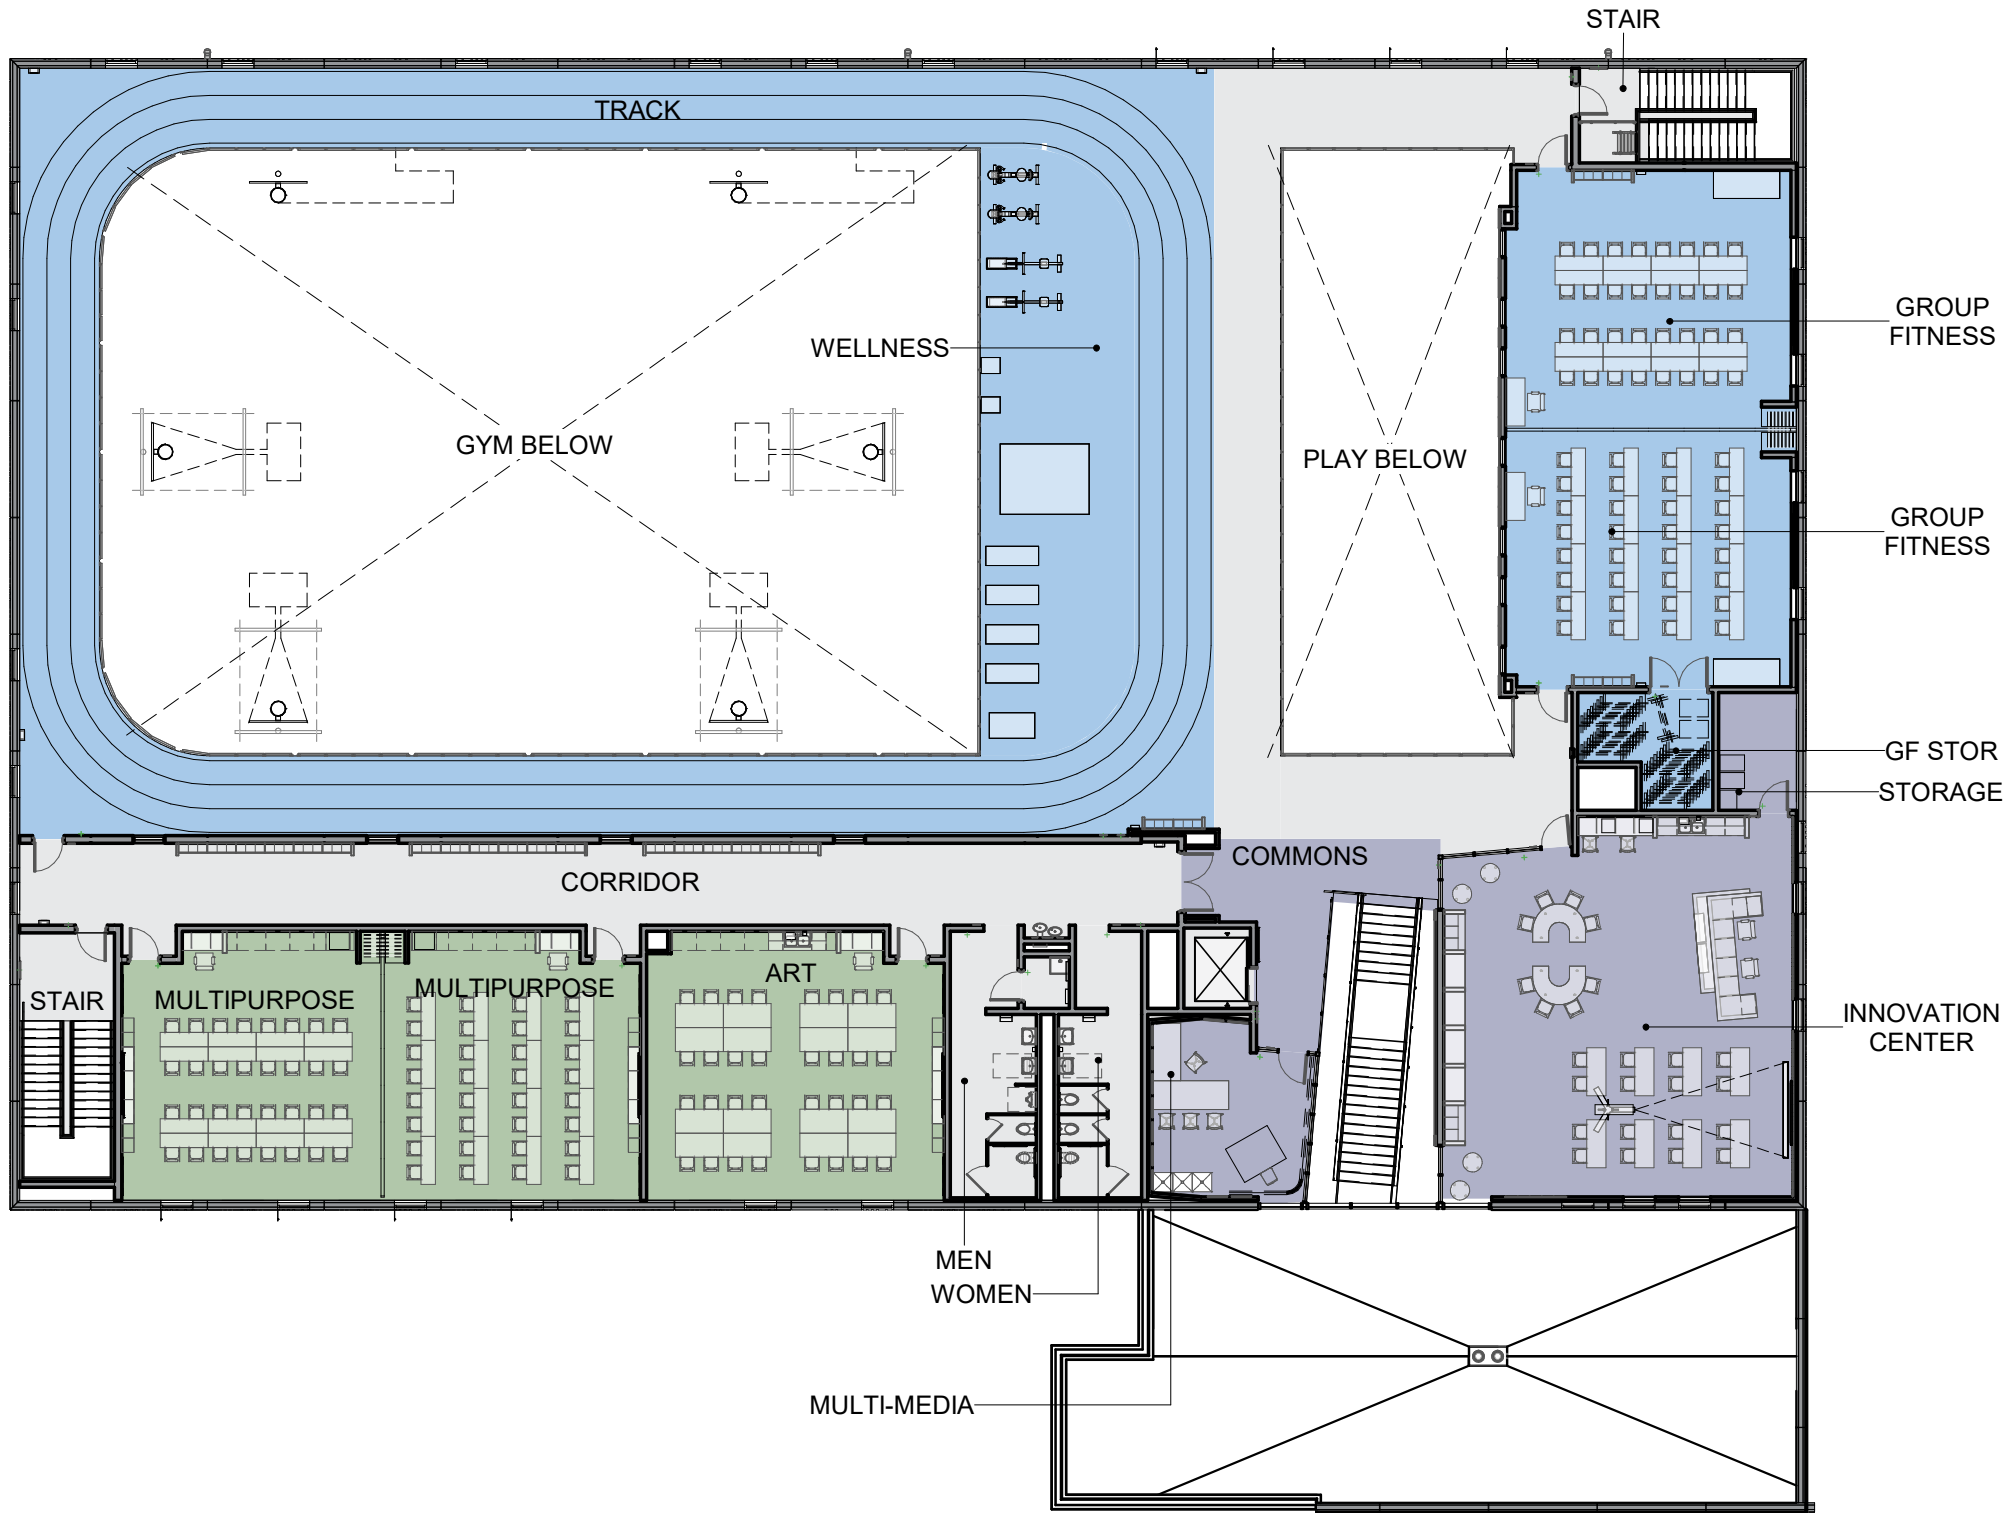 STAIR
TRACK
GROUP
FITNESS
WELLNESS
GYM BELOW
PLAY BELOW
GROUP
FITNESS
GF STOR
STORAGE
COMMONS
CORRIDOR
ART
MULTIPURPOSE
MULTIPURPOSE
STAIR
INNOVATION
CENTER
MEN
WOMEN
MULTI-MEDIA